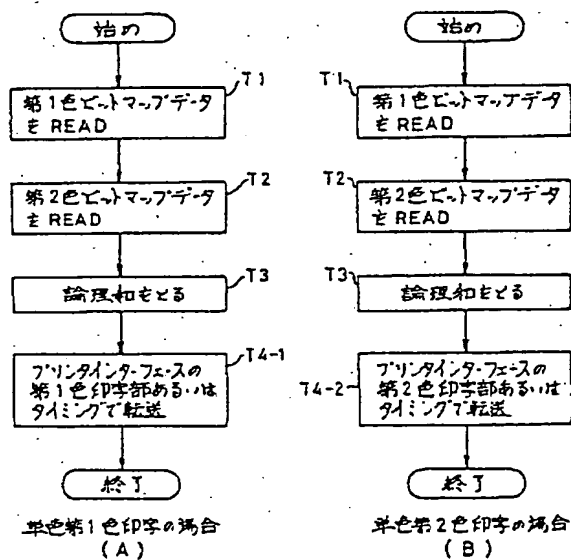 始め
T1
第1色ビットマップデータ
をREAD
T2
第2色ビットマップデータ
をREAD
T3
論理和をとる
T4-1
プリンタインターフェースの
第1色印字部あるいは
タイミングで転送
終了
単色第1色印字の場合
(A)
始め
T1
第1色ビットマップデータ
をREAD
T2
第2色ビットマップデータ
をREAD
T3
論理和をとる
T4-2
プリンタインターフェースの
第2色印字部あるいは
タイミングで転送
終了
単色第2色印字の場合
(B)